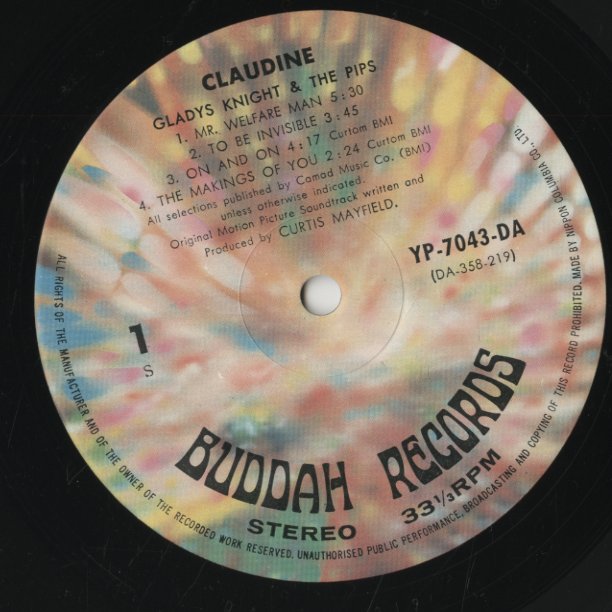 CLAUDINE
GLADYS KNIGHT & THE PIPS
1. MR. WELFARE MAN 5:30
2. TO BE INVISIBLE 3:45
3. ON AND ON 4:17 Curtom BMI
4. THE MAKINGS OF YOU 2:24 Curtom BMI
All selections published by Camad Music Co. (BMI)
unless otherwise indicated.
Original Motion Picture Soundtrack written and
Produced by CURTIS MAYFIELD.
YP-7043-DA
(DA-358-219)
1
S
BUDDAH RECORDS
STEREO
33⅓RPM
ALL RIGHTS OF THE MANUFACTURER AND OF THE OWNER OF THE RECORDED WORK RESERVED. UNAUTHORISED PUBLIC PERFORMANCE, BROADCASTING AND COPYING OF THIS RECORD PROHIBITED. MADE BY NIPPON COLUMBIA CO., LTD.